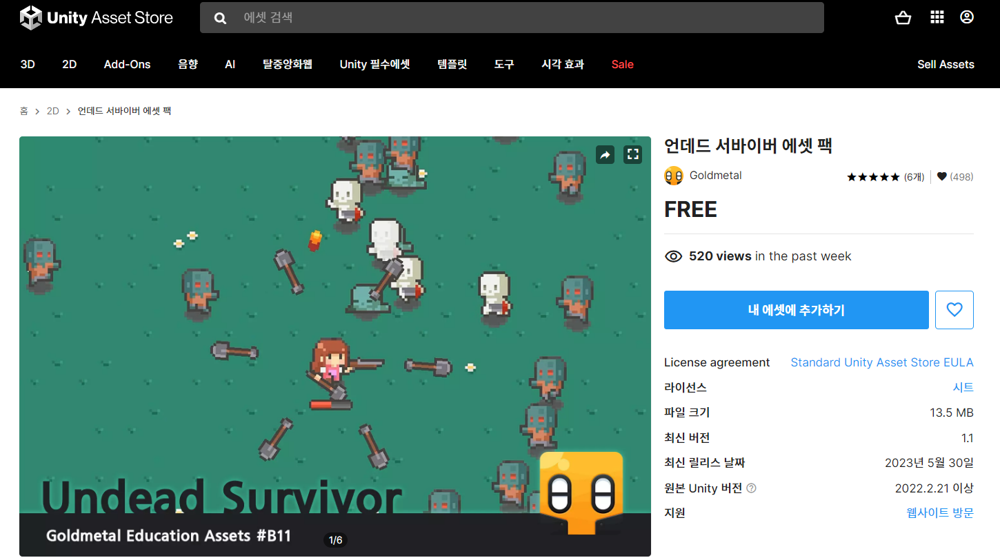 Unity Asset Store
에셋 검색
3D 2D Add-Ons 음향 AI 탈중앙화웹 Unity 필수에셋 템플릿 도구 시각 효과 Sale Sell Assets
홈 > 2D > 언데드 서바이버 에셋 팩
Undead Survivor
Goldmetal Education Assets #B11
1/6
언데드 서바이버 에셋 팩
Goldmetal ★★★★★ (6개) | ♥ (498)
FREE
520 views in the past week
내 에셋에 추가하기
License agreement Standard Unity Asset Store EULA
라이선스 시트
파일 크기 13.5 MB
최신 버전 1.1
최신 릴리스 날짜 2023년 5월 30일
원본 Unity 버전 ? 2022.2.21 이상
지원 웹사이트 방문